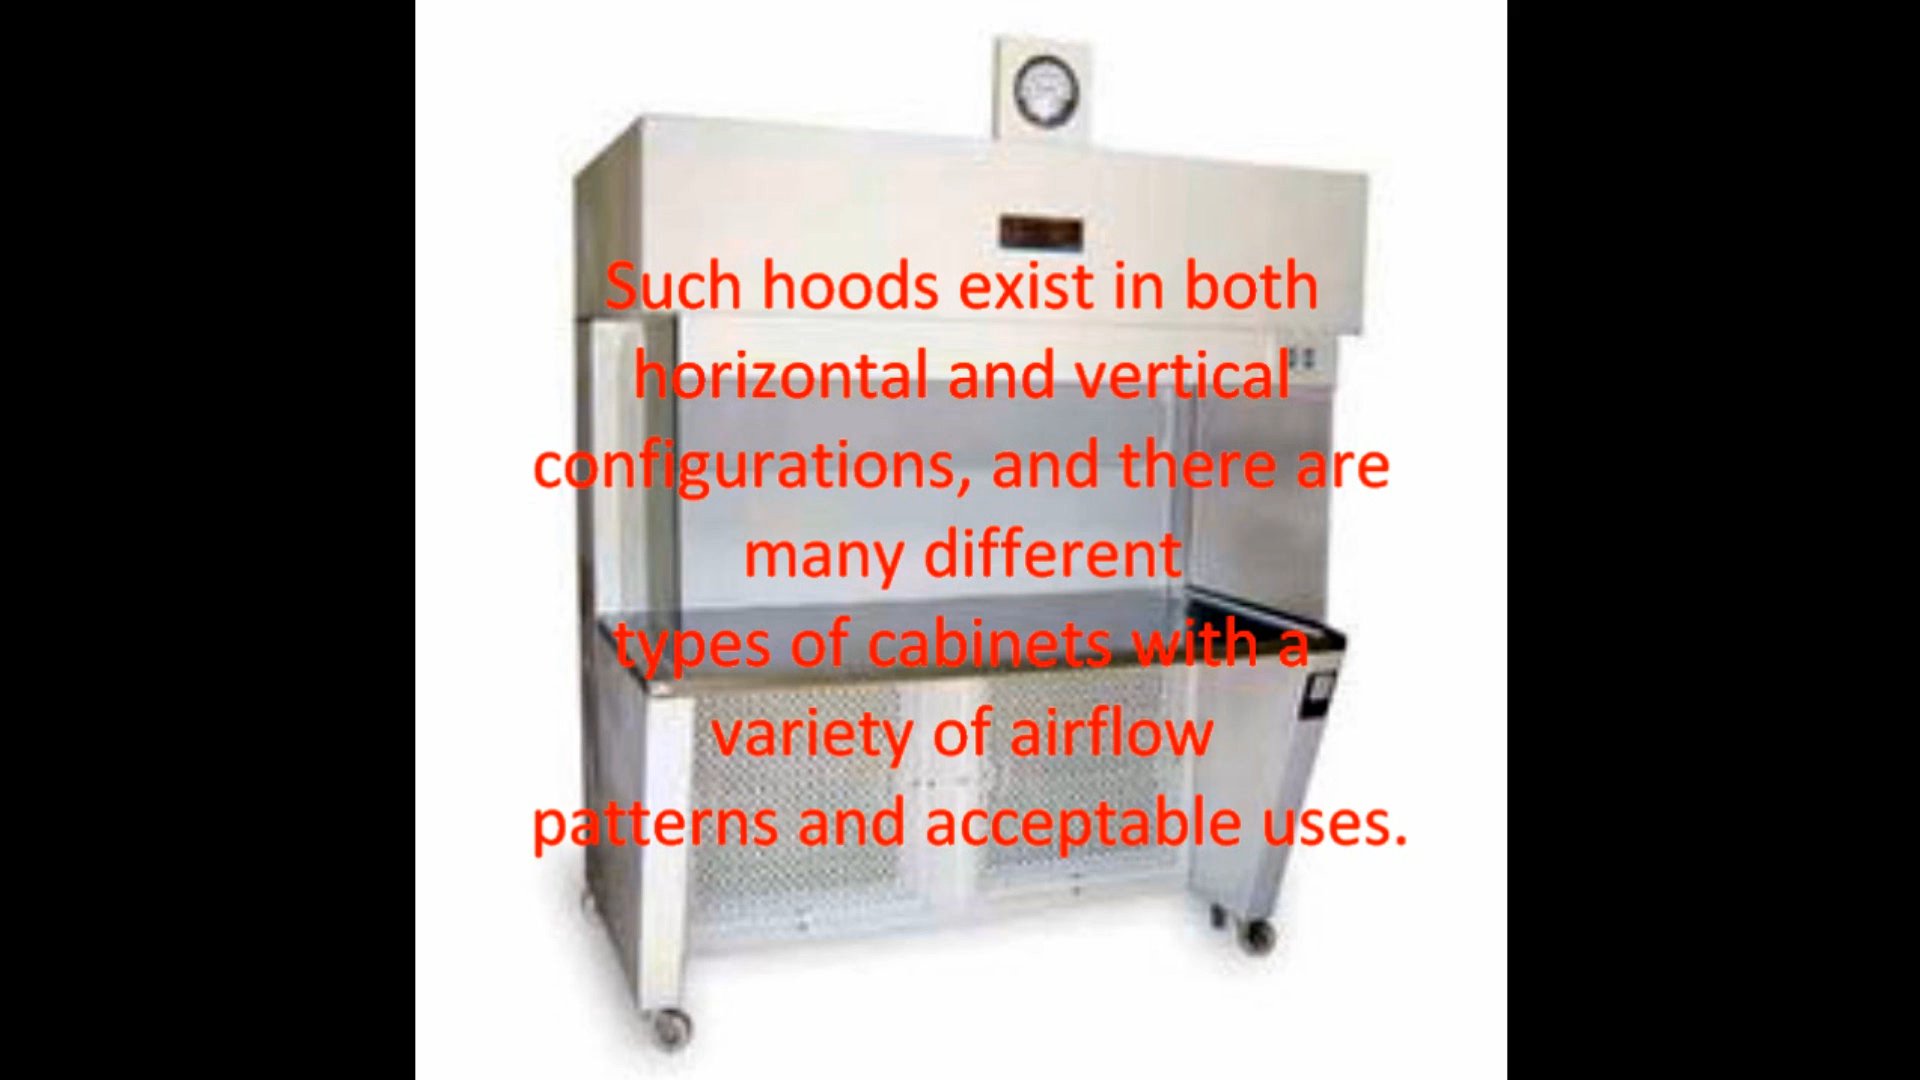 Such hoods exist in both
horizontal and vertical
configurations, and there are
many different
types of cabinets with a
variety of airflow
patterns and acceptable uses.